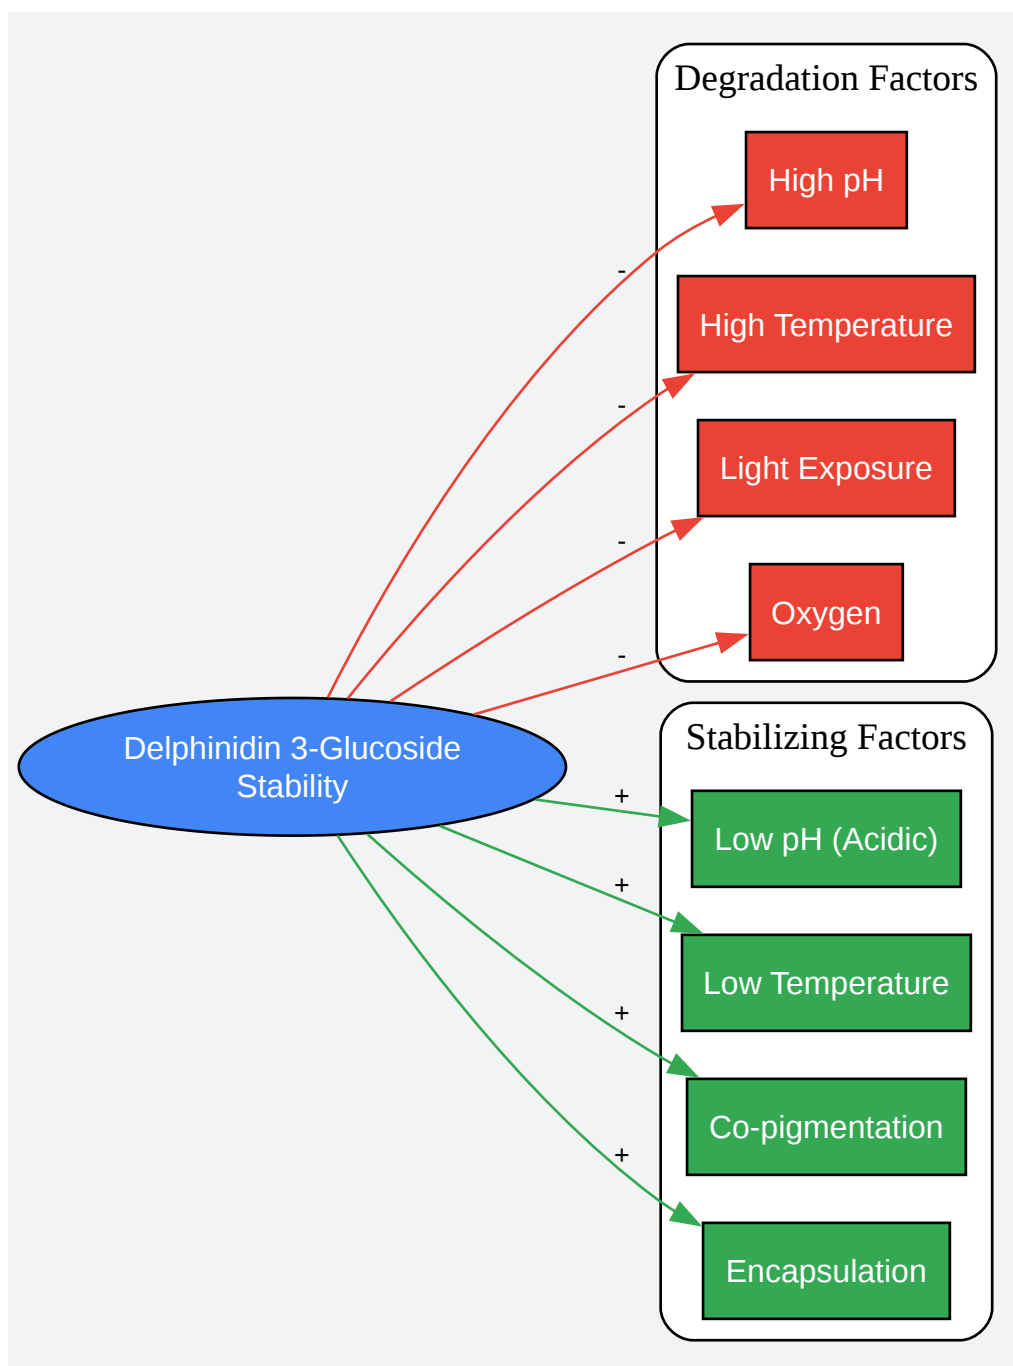 Degradation Factors
High pH
-
High Temperature
-
Light Exposure
-
Oxygen
-
Delphinidin 3-Glucoside
Stability
Stabilizing Factors
+
Low pH (Acidic)
+
Low Temperature
+
Co-pigmentation
+
Encapsulation